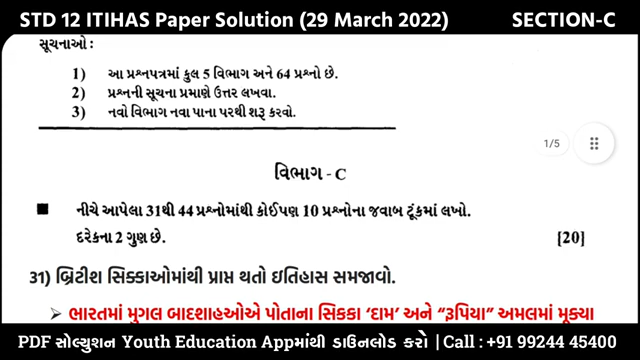 STD 12 ITIHAS Paper Solution (29 March 2022) SECTION-C
સૂચનાઓ :
1) આ પ્રશ્નપત્રમાં કુલ 5 વિભાગ અને 64 પ્રશ્નો છે.
2) પ્રશ્નની સૂચના પ્રમાણે ઉત્તર લખવા.
3) નવો વિભાગ નવા પાના પરથી શરૂ કરવો.
1/5
વિભાગ - C
નીચે આપેલા 31થી 44 પ્રશ્નોમાંથી કોઈપણ 10 પ્રશ્નોના જવાબ ટૂંકમાં લખો.
દરેકના 2 ગુણ છે. [20]
31) બ્રિટીશ સિક્કાઓમાંથી પ્રાપ્ત થતો ઇતિહાસ સમજાવો.
➢ ભારતમાં મુગલ બાદશાહઓએ પોતાના સિક્કા ‘દામ’ અને “રૂપિયા” અમલમાં મૂક્યા
PDF સોલ્યુશન Youth Education Appમાંથી ડાઉનલોડ કરો | Call : +91 99244 45400